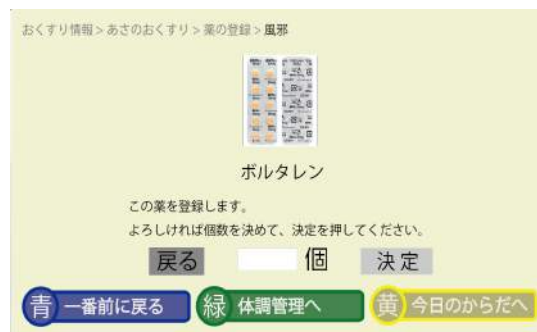 おくすり情報>あさのおくすり>薬の登録>風邪
ボルタレン
この薬を登録します。
よろしければ個数を決めて、決定を押してください。
戻る 個 決定
青 一番前に戻る 緑 体調管理へ 黄 今日のからだへ